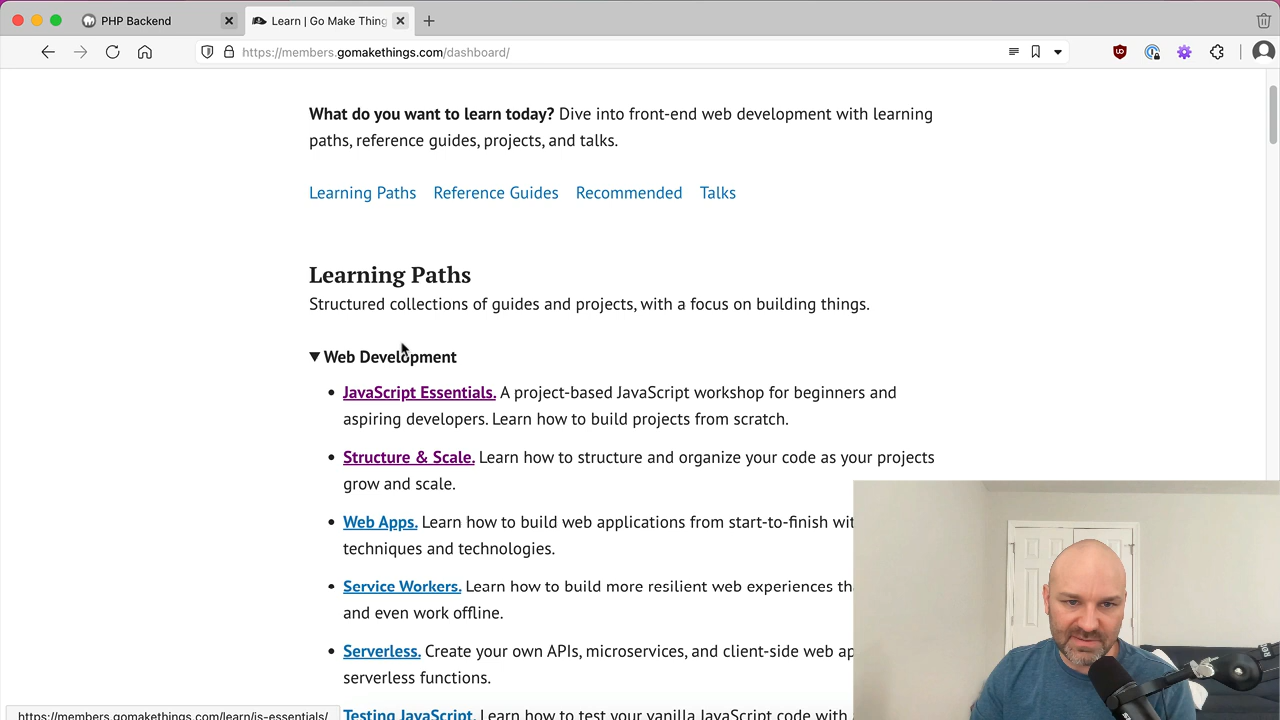 PHP Backend
Learn | Go Make Thing
https://members.gomakethings.com/dashboard/
What do you want to learn today? Dive into front-end web development with learning
paths, reference guides, projects, and talks.
Learning Paths Reference Guides Recommended Talks
Learning Paths
Structured collections of guides and projects, with a focus on building things.
▼ Web Development
• JavaScript Essentials. A project-based JavaScript workshop for beginners and
aspiring developers. Learn how to build projects from scratch.
• Structure & Scale. Learn how to structure and organize your code as your projects
grow and scale.
• Web Apps. Learn how to build web applications from start-to-finish wit
techniques and technologies.
• Service Workers. Learn how to build more resilient web experiences tha
and even work offline.
• Serverless. Create your own APIs, microservices, and client-side web ap
serverless functions.
Testing JavaScript. Learn how to test your vanilla JavaScript code with
https://members.gomakethings.com/learn/js-essentials/